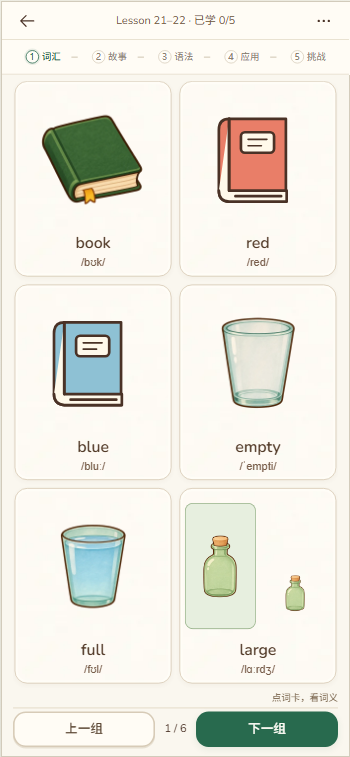 Lesson 21–22 · 已学 0/5
1 词汇 – 2 故事 – 3 语法 – 4 应用 – 5 挑战
book red
/bʊk/ /red/
blue empty
/bluː/ /ˈempti/
full large
/fʊl/ /lɑːrdʒ/
点词卡，看词义
上一组 1 / 6 下一组